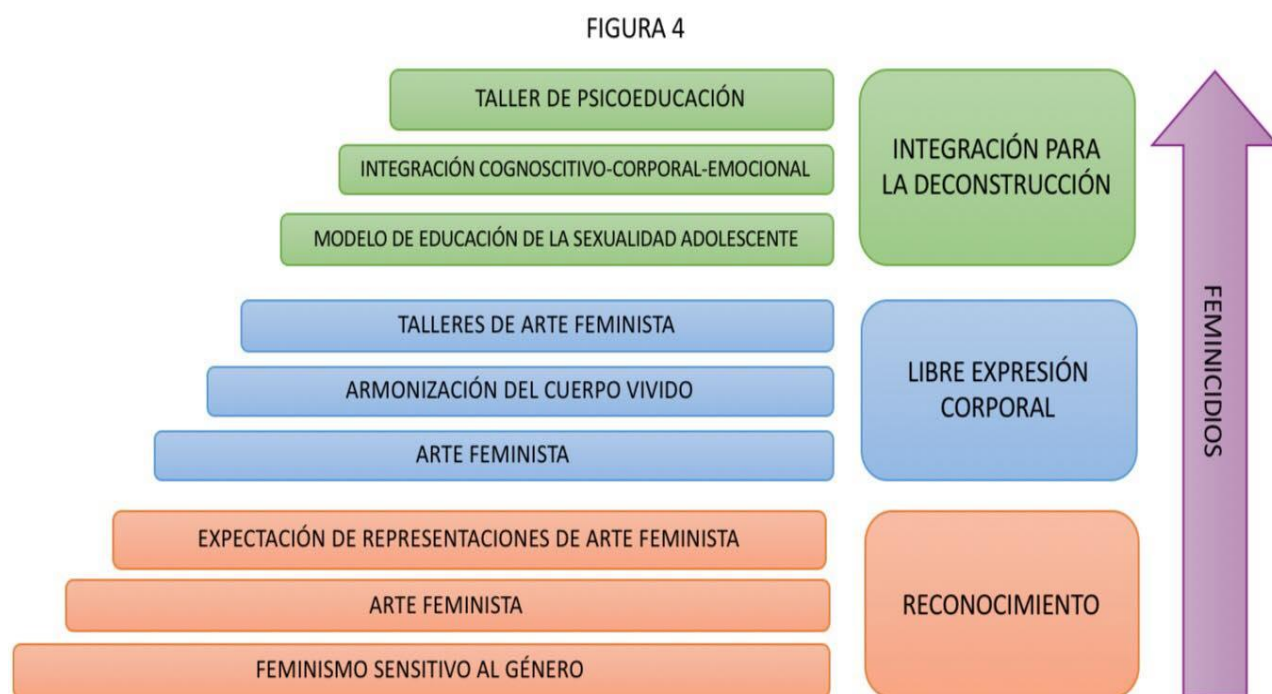 FIGURA 4
TALLER DE PSICOEDUCACIÓN
INTEGRACIÓN COGNOSCITIVO-CORPORAL-EMOCIONAL
MODELO DE EDUCACIÓN DE LA SEXUALIDAD ADOLESCENTE
INTEGRACIÓN PARA
LA DECONSTRUCCIÓN
TALLERES DE ARTE FEMINISTA
ARMONIZACIÓN DEL CUERPO VIVIDO
ARTE FEMINISTA
LIBRE EXPRESIÓN
CORPORAL
EXPECTACIÓN DE REPRESENTACIONES DE ARTE FEMINISTA
ARTE FEMINISTA
FEMINISMO SENSITIVO AL GÉNERO
RECONOCIMIENTO
FEMINICIDIOS